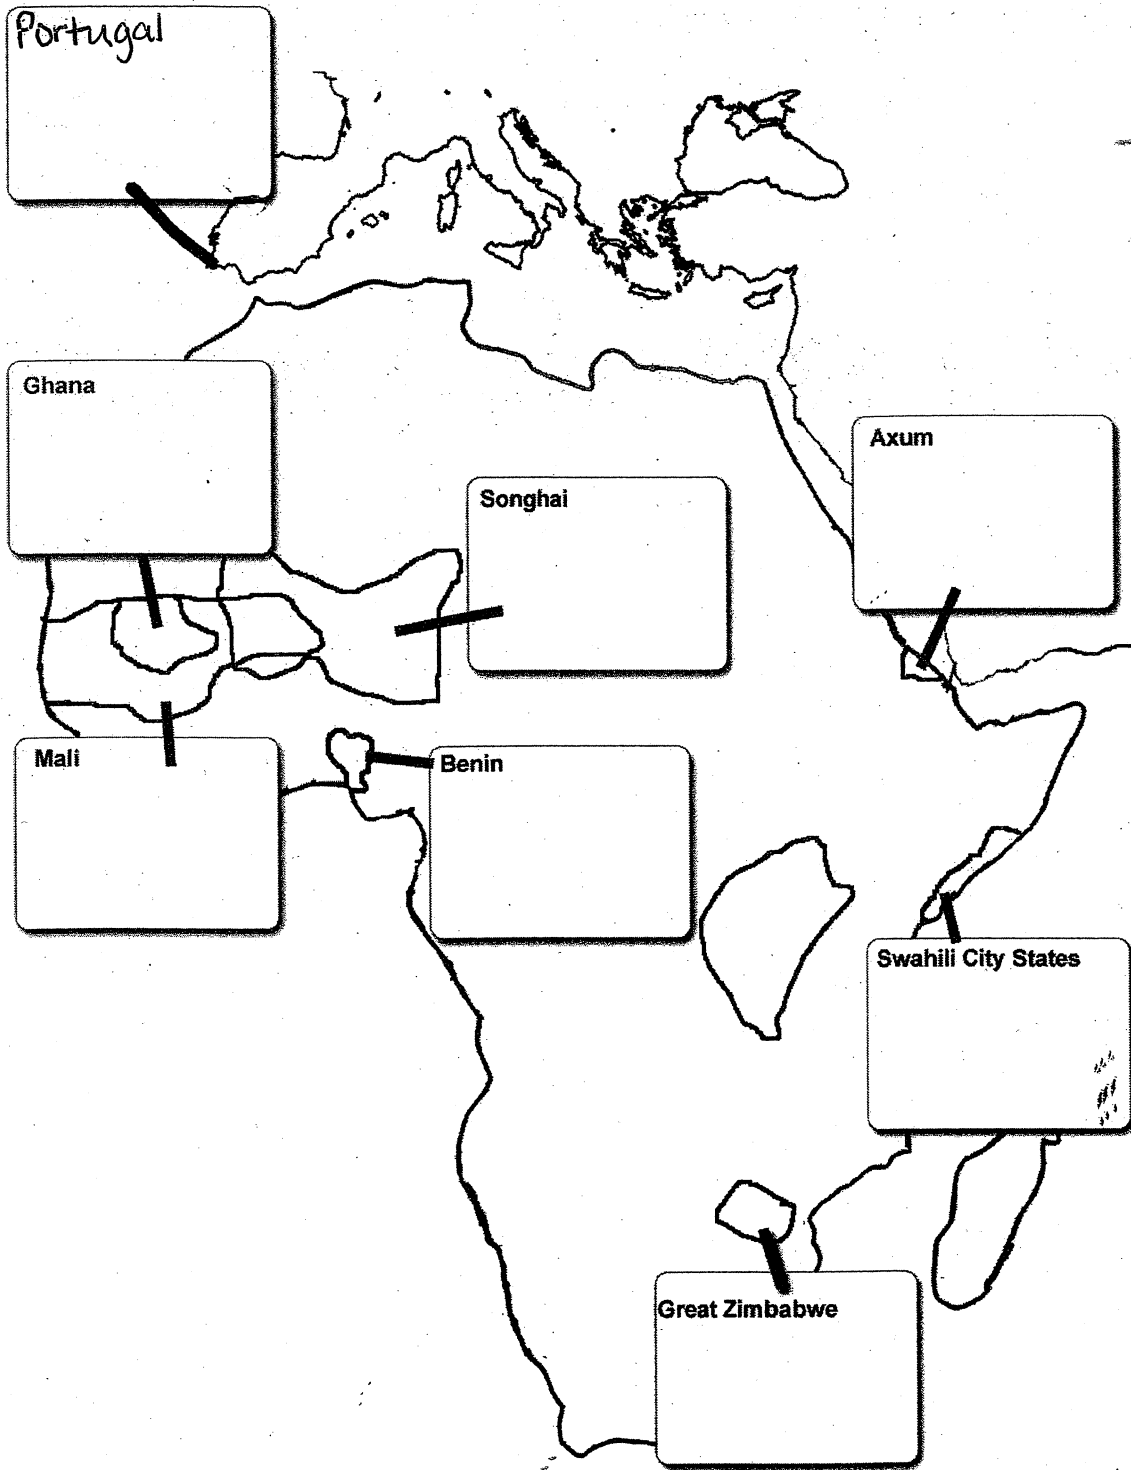 Portugal
Ghana
Axum
Songhai
Mali
Benin
Swahili City States
Great Zimbabwe